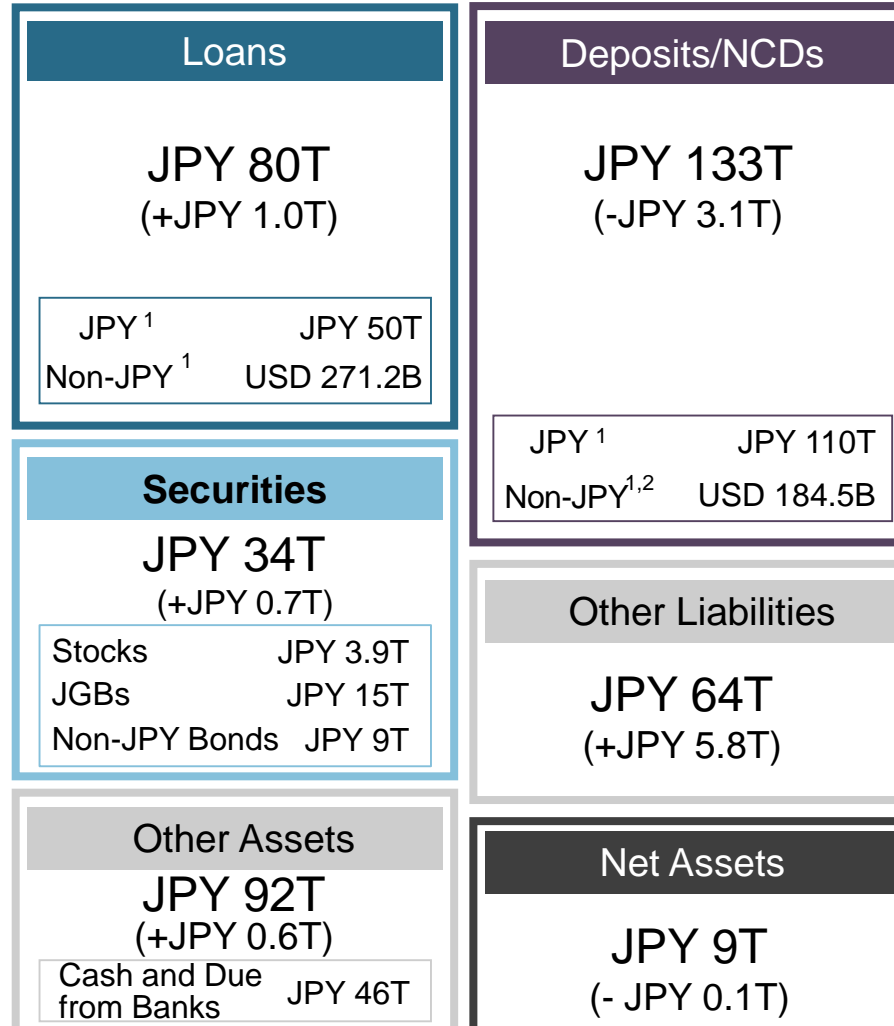 Loans
JPY 80T
(+JPY 1.0T)
JPY 1 JPY 50T
Non-JPY 1 USD 271.2B
Securities
JPY 34T
(+JPY 0.7T)
Stocks JPY 3.9T
JGBs JPY 15T
Non-JPY Bonds JPY 9T
Other Assets
JPY 92T
(+JPY 0.6T)
Cash and Due
from Banks JPY 46T
Deposits/NCDs
JPY 133T
(-JPY 3.1T)
JPY 1 JPY 110T
Non-JPY1,2 USD 184.5B
Other Liabilities
JPY 64T
(+JPY 5.8T)
Net Assets
JPY 9T
(- JPY 0.1T)